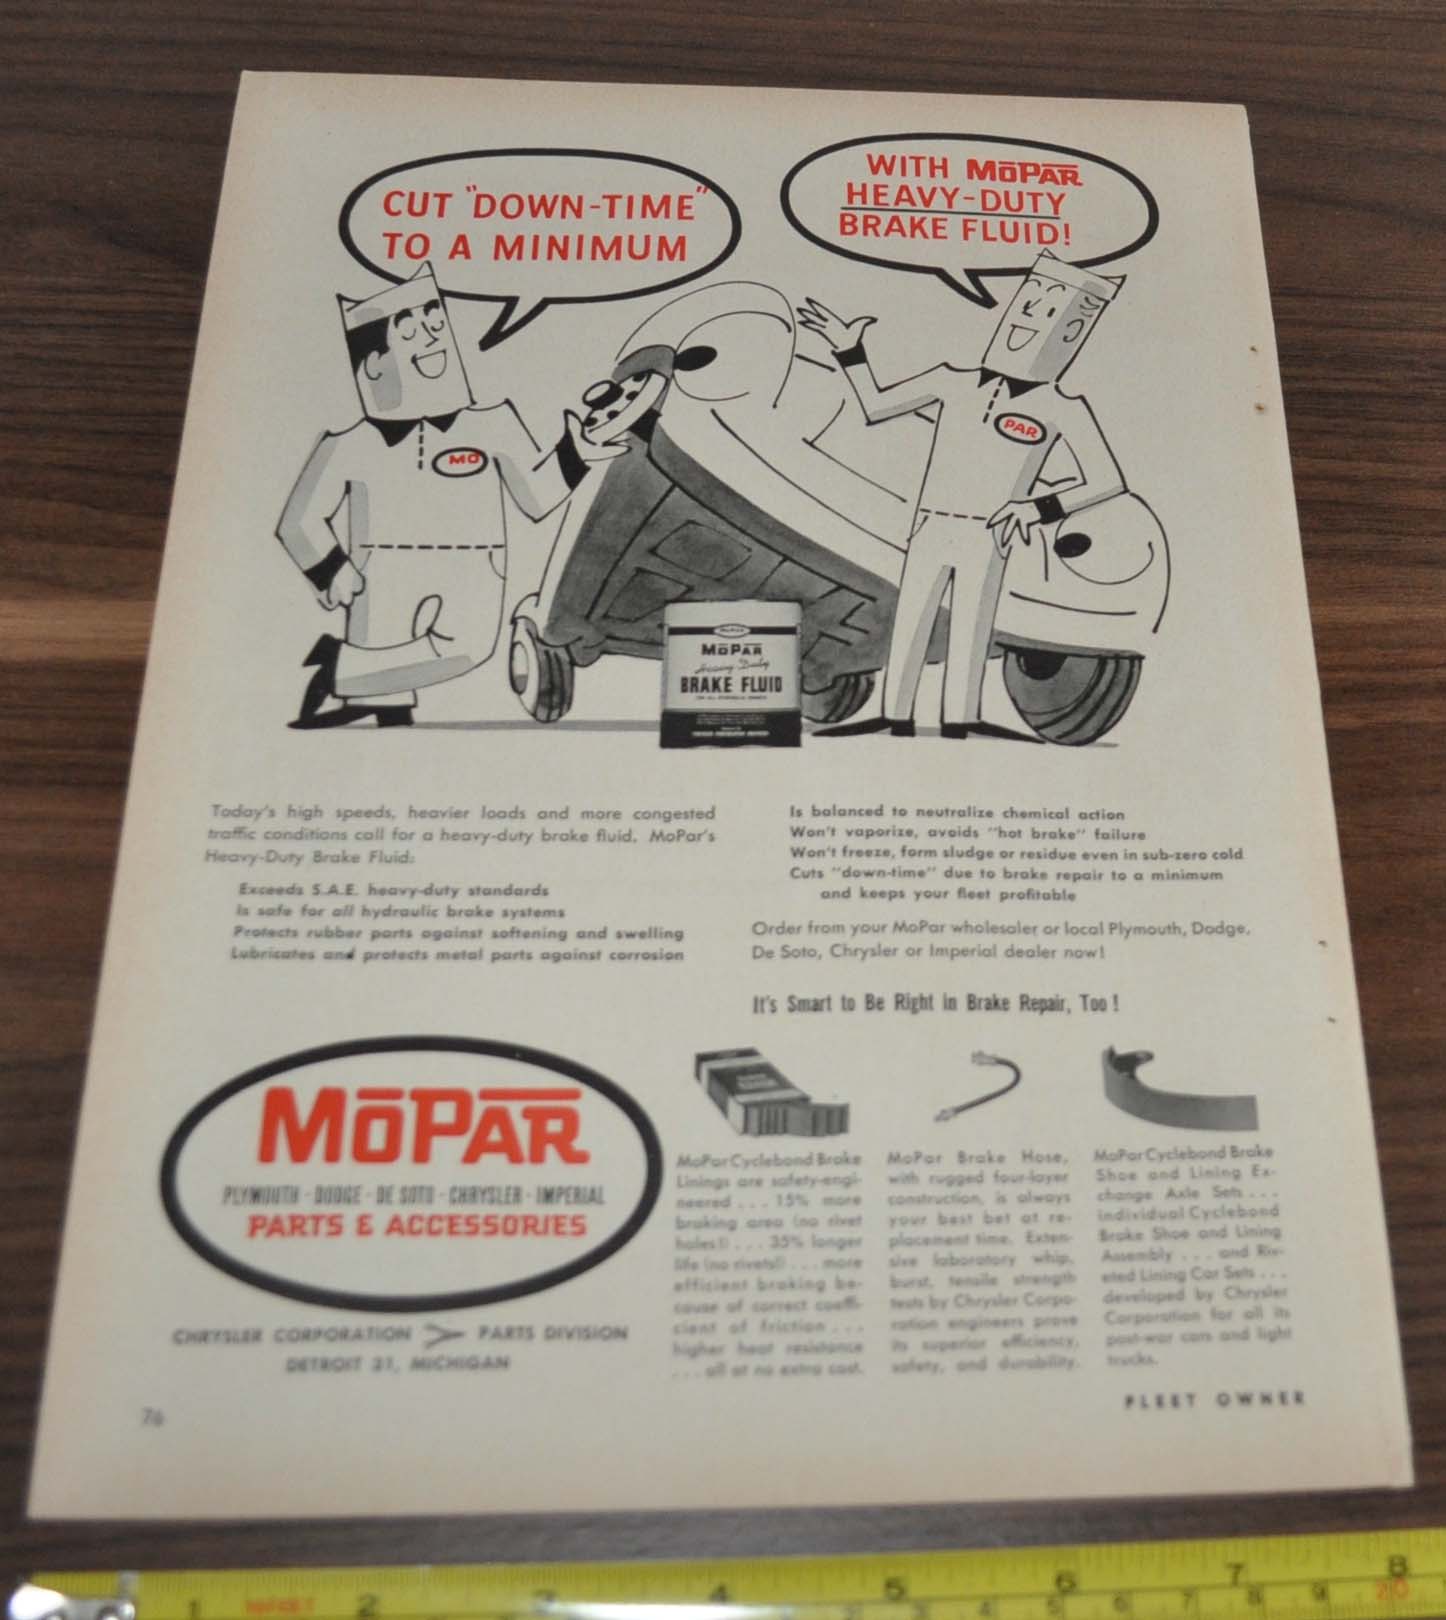 CUT "DOWN-TIME"
TO A MINIMUM
WITH MOPAR
HEAVY-DUTY
BRAKE FLUID!
MO
PAR
MOPAR
MOPAR
Heavy-Duty
BRAKE FLUID
Today's high speeds, heavier loads and more congested
traffic conditions call for a heavy-duty brake fluid. MoPar's
Heavy-Duty Brake Fluid:
Exceeds S.A.E. heavy-duty standards
Is safe for all hydraulic brake systems
Protects rubber parts against softening and swelling
Lubricates and protects metal parts against corrosion
Is balanced to neutralize chemical action
Won't vaporize, avoids "hot brake" failure
Won't freeze, form sludge or residue even in sub-zero cold
Cuts "down-time" due to brake repair to a minimum
and keeps your fleet profitable
Order from your MoPar wholesaler or local Plymouth, Dodge,
De Soto, Chrysler or Imperial dealer now!
It's Smart to Be Right in Brake Repair, Too!
MOPAR
PLYMOUTH · DODGE · DE SOTO · CHRYSLER · IMPERIAL
PARTS & ACCESSORIES
CHRYSLER CORPORATION PARTS DIVISION
DETROIT 31, MICHIGAN
MoPar Cyclebond Brake
Linings are safety-engi-
neered . . . 15% more
braking area (no rivet
holes!) . . . 35% longer
life (no rivets!) . . . more
efficient braking be-
cause of correct coeffi-
cient of friction . . .
higher heat resistance
. . . all at no extra cost.
MoPar Brake Hose,
with rugged four-layer
construction, is always
your best bet at re-
placement time. Exten-
sive laboratory whip,
burst, tensile strength
tests by Chrysler Corpo-
ration engineers prove
its superior efficiency,
safety, and durability.
MoPar Cyclebond Brake
Shoe and Lining Ex-
change Axle Sets . . .
individual Cyclebond
Brake Shoe and Lining
Assembly . . . and Riv-
eted Lining Car Sets . . .
developed by Chrysler
Corporation for all its
post-war cars and light
trucks.
76
FLEET OWNER
1 2 3 4 5 6 7 8